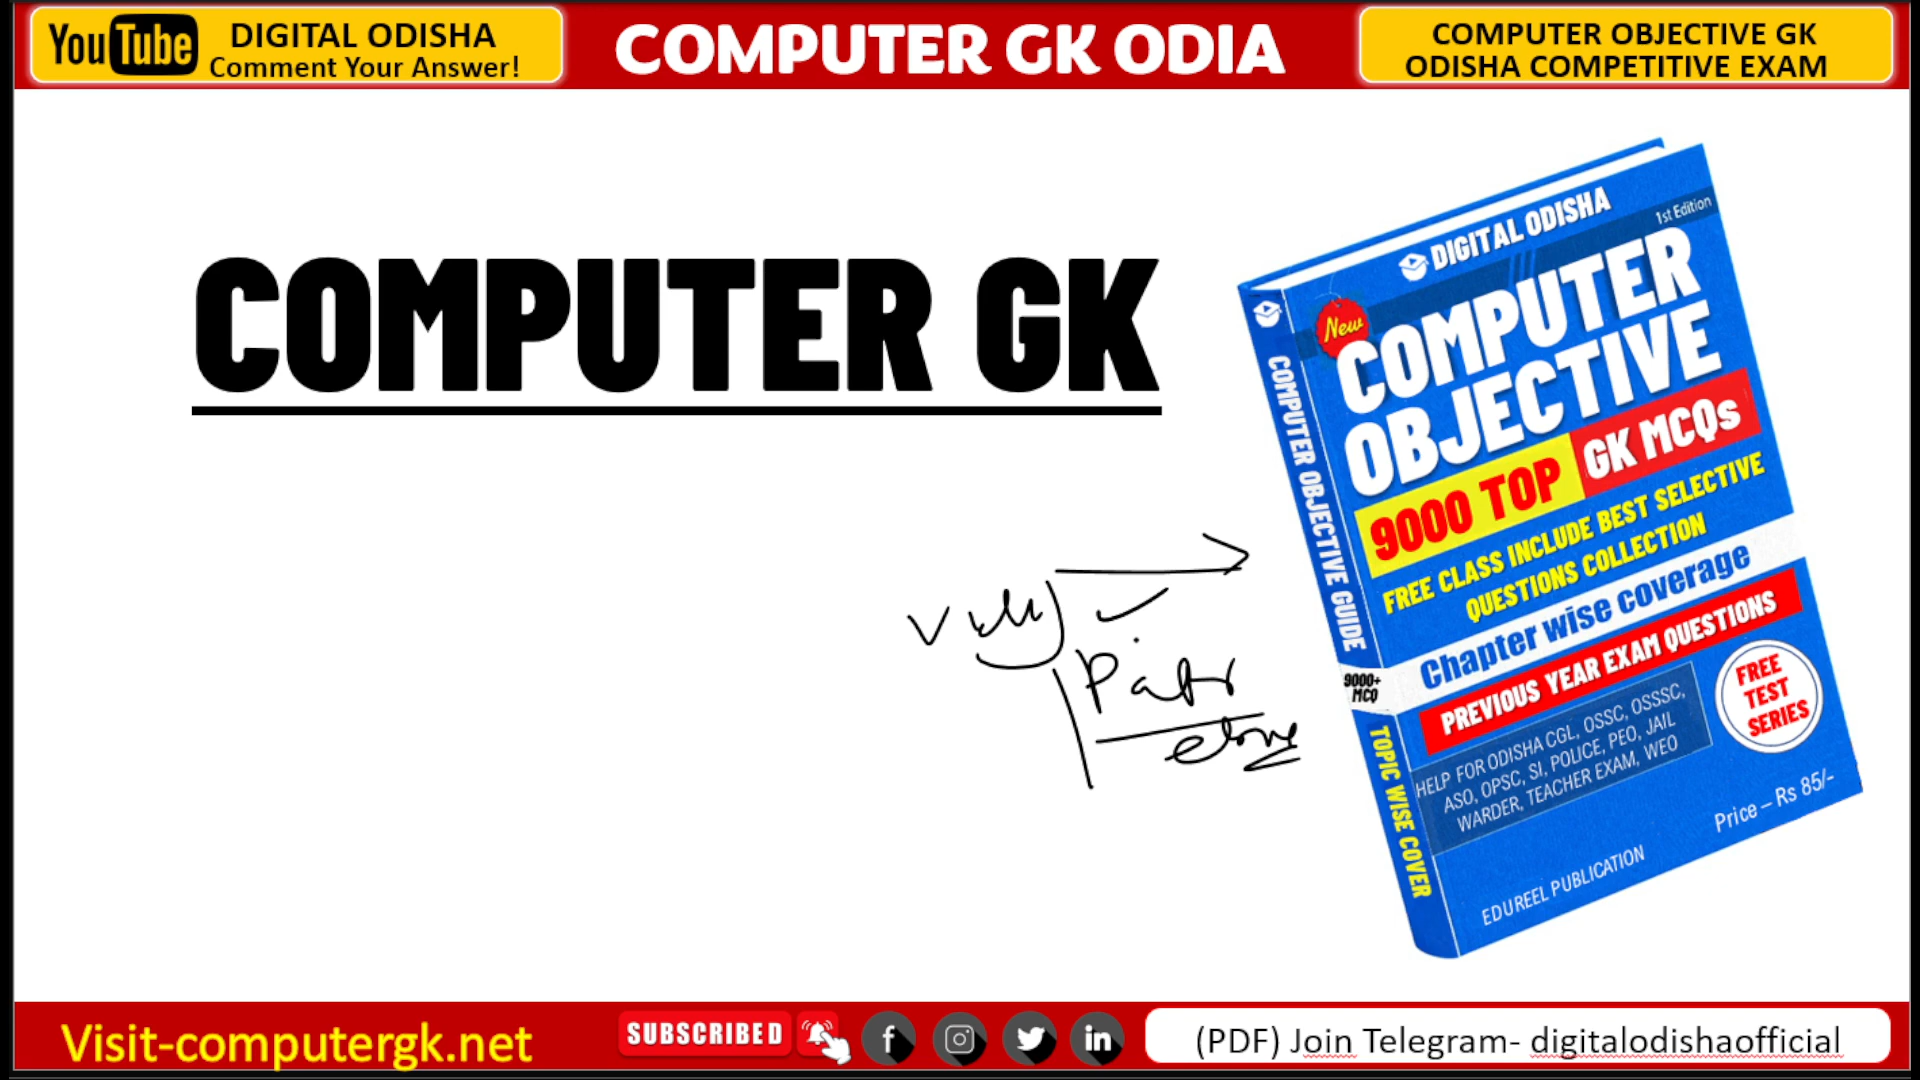 YouTube
DIGITAL ODISHA
Comment Your Answer!
COMPUTER GK ODIA
COMPUTER OBJECTIVE GK
ODISHA COMPETITIVE EXAM
COMPUTER GK
DIGITAL ODISHA
1st Edition
New
COMPUTER
OBJECTIVE
9000 TOP GK MCQs
FREE CLASS INCLUDE BEST SELECTIVE
QUESTIONS COLLECTION
Chapter wise coverage
PREVIOUS YEAR EXAM QUESTIONS
HELP FOR ODISHA CGL, OSSC, OSSSC,
ASO, OPSC, SI, POLICE, PEO, JAIL
WARDER, TEACHER EXAM, WEO
FREE
TEST
SERIES
Price – Rs 85/-
EDUREEL PUBLICATION
COMPUTER OBJECTIVE GUIDE
9000+
MCQ
TOPIC WISE COVER
Visit-computergk.net
SUBSCRIBED
(PDF) Join Telegram- digitalodishaofficial